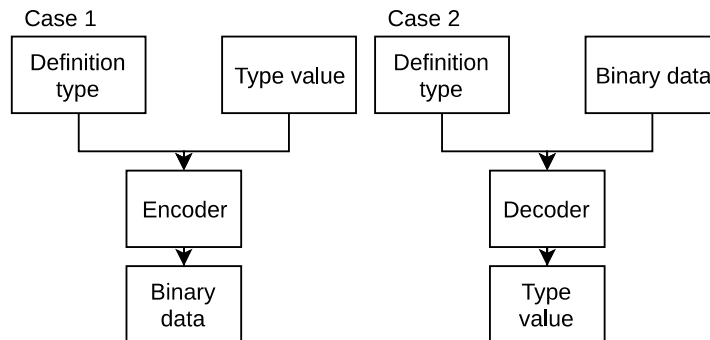 Case 1
Case 2
Definition
type
Type value
Definition
type
Binary data
Encoder
Decoder
Binary
data
Type
value